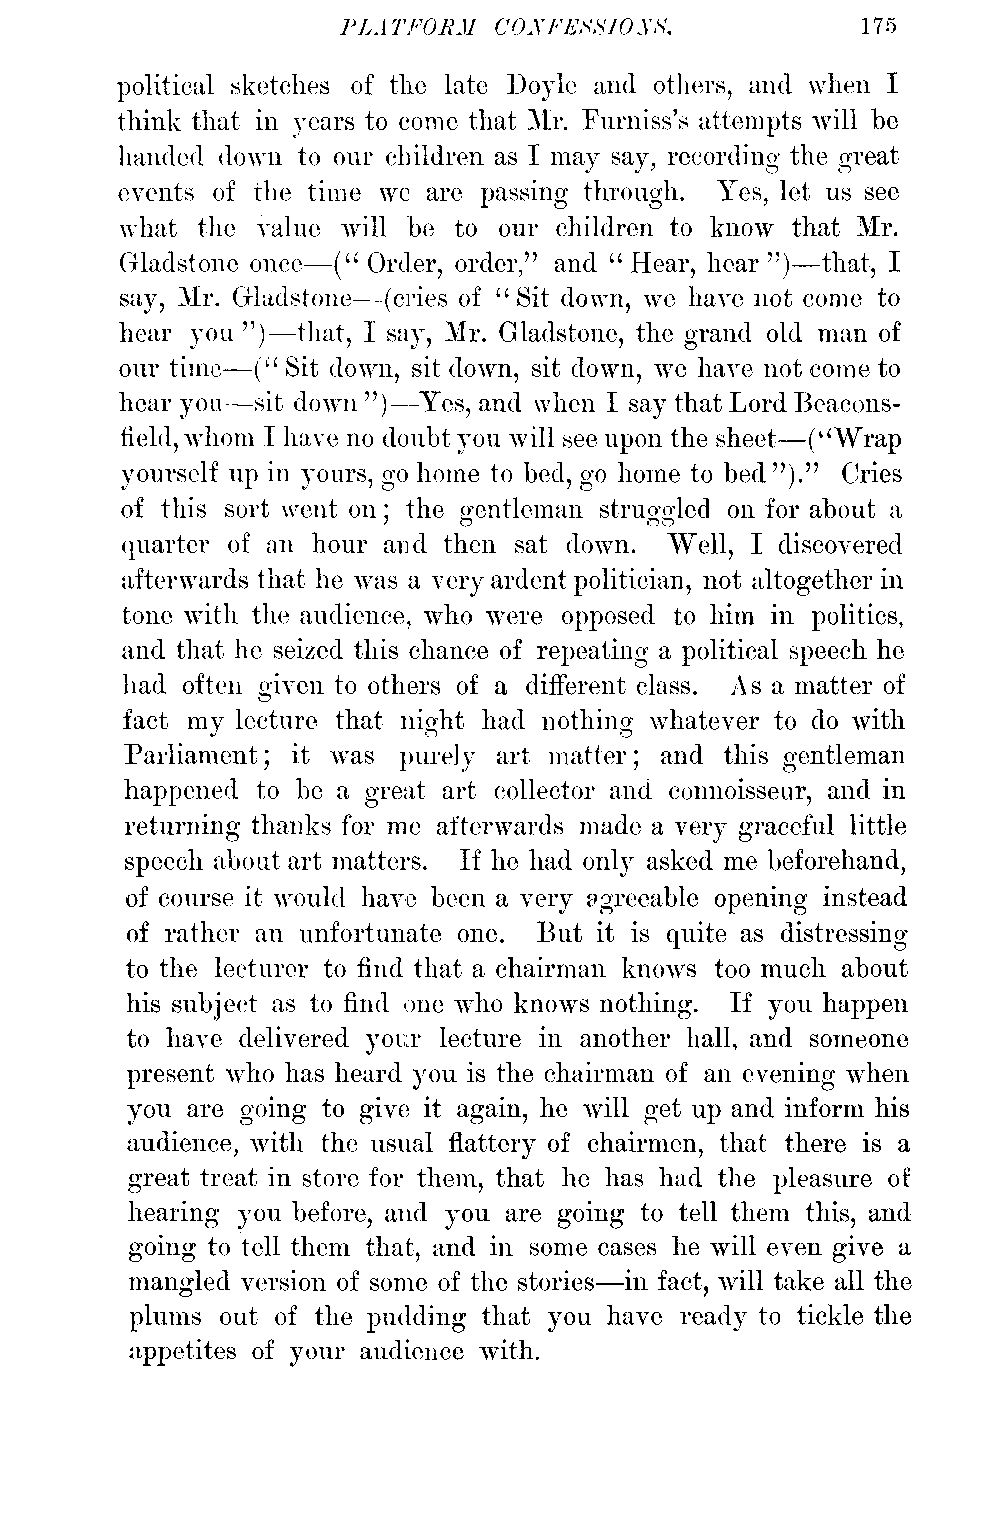 PLATFORM CONFESSIONS. 175
political sketches of the late Doyle and others, and when I
think that in years to come that Mr. Furniss's attempts will be
handed down to our children as I may say, recording the great
events of the time we are passing through. Yes, let us see
what the value will be to our children to know that Mr.
Gladstone once—(“ Order, order,” and “ Hear, hear ”)—that, I
say, Mr. Gladstone—(cries of “ Sit down, we have not come to
hear you ”)—that, I say, Mr. Gladstone, the grand old man of
our time—(“ Sit down, sit down, sit down, we have not come to
hear you—sit down ”)—Yes, and when I say that Lord Beacons-
field, whom I have no doubt you will see upon the sheet—(“Wrap
yourself up in yours, go home to bed, go home to bed ”).” Cries
of this sort went on ; the gentleman struggled on for about a
quarter of an hour and then sat down. Well, I discovered
afterwards that he was a very ardent politician, not altogether in
tone with the audience, who were opposed to him in politics,
and that he seized this chance of repeating a political speech he
had often given to others of a different class. As a matter of
fact my lecture that night had nothing whatever to do with
Parliament ; it was purely art matter ; and this gentleman
happened to be a great art collector and connoisseur, and in
returning thanks for me afterwards made a very graceful little
speech about art matters. If he had only asked me beforehand,
of course it would have been a very agreeable opening instead
of rather an unfortunate one. But it is quite as distressing
to the lecturer to find that a chairman knows too much about
his subject as to find one who knows nothing. If you happen
to have delivered your lecture in another hall, and someone
present who has heard you is the chairman of an evening when
you are going to give it again, he will get up and inform his
audience, with the usual flattery of chairmen, that there is a
great treat in store for them, that he has had the pleasure of
hearing you before, and you are going to tell them this, and
going to tell them that, and in some cases he will even give a
mangled version of some of the stories—in fact, will take all the
plums out of the pudding that you have ready to tickle the
appetites of your audience with.